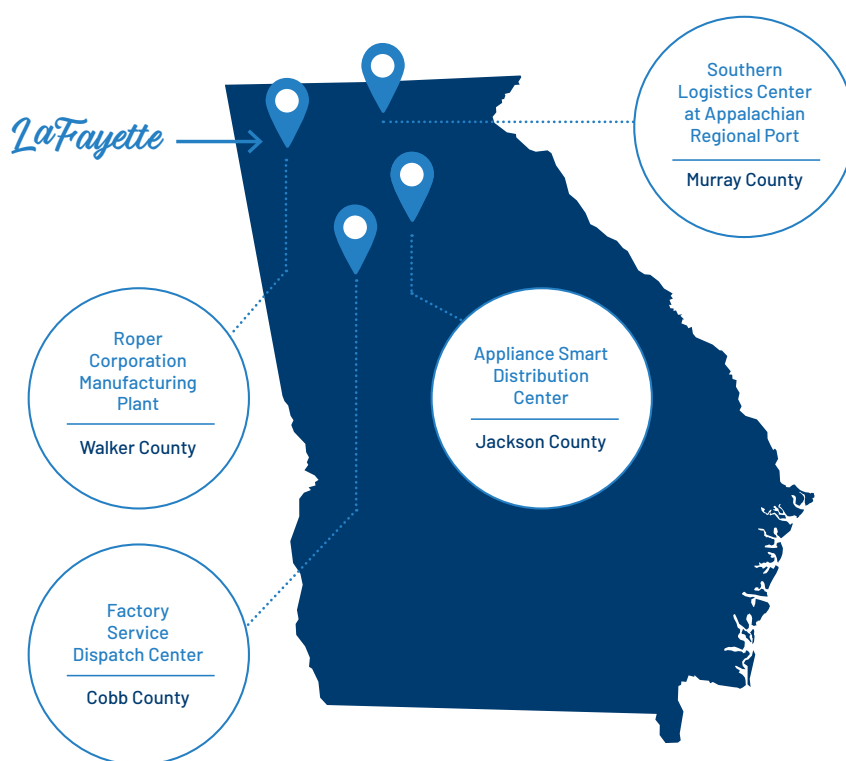 LaFayette
Southern
Logistics Center
at Appalachian
Regional Port
Murray County
Roper
Corporation
Manufacturing
Plant
Walker County
Appliance Smart
Distribution
Center
Jackson County
Factory
Service
Dispatch Center
Cobb County